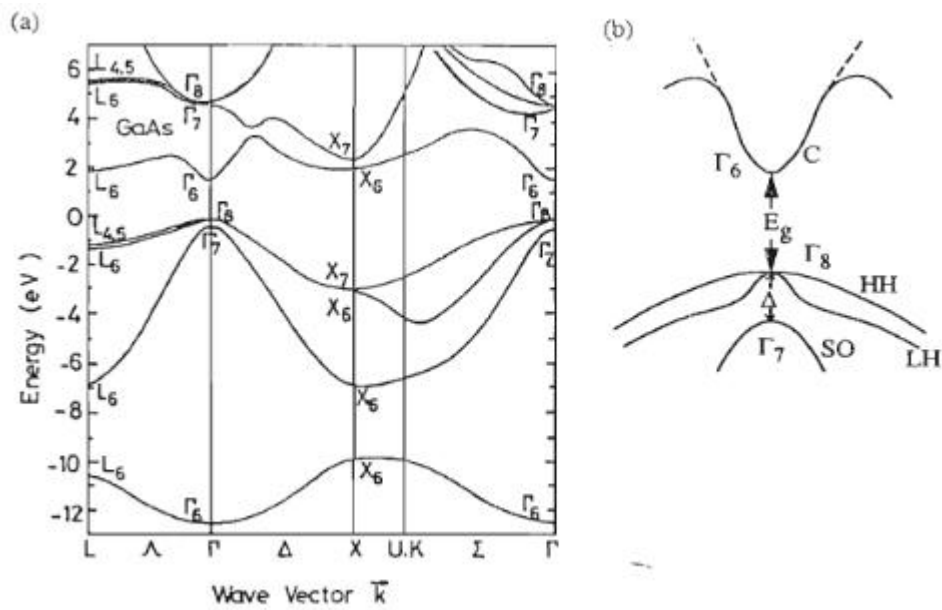 (a)
(b)
6
4
2
0
-2
-4
-6
-8
-10
-12
Energy (eV)
L4,5
L6
GaAs
L6
L4,5
L6
L6
L6
Γ8
Γ7
Γ6
Γ8
Γ7
Γ6
X7
X6
X7
X6
X6
X6
Γ8
Γ7
Γ6
Γ8
Γ7
Γ6
L Λ Γ Δ X U.K Σ Γ
Wave Vector k
Γ6 C
Eg
Γ8
HH
Δ
Γ7 SO
LH